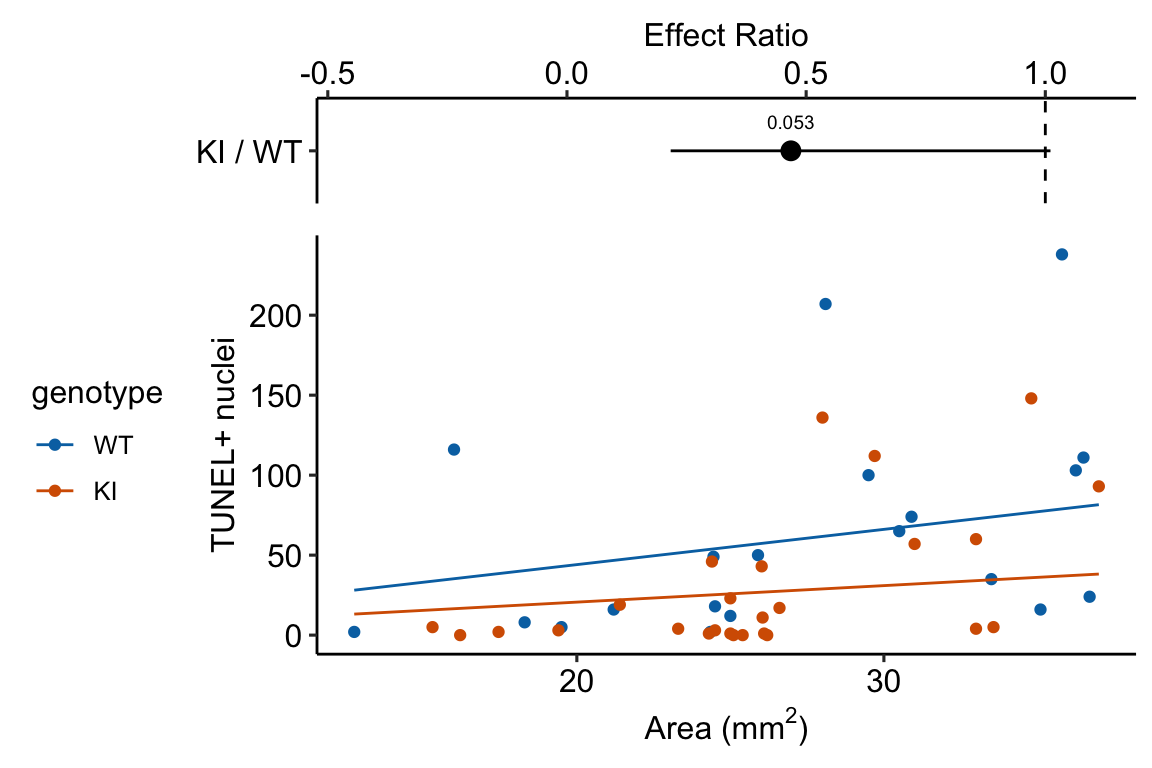 Effect Ratio
-0.5 0.0 0.5 1.0
0.053
KI / WT
200
150
100
50
0
TUNEL+ nuclei
genotype
WT
KI
20 30
Area (mm²)